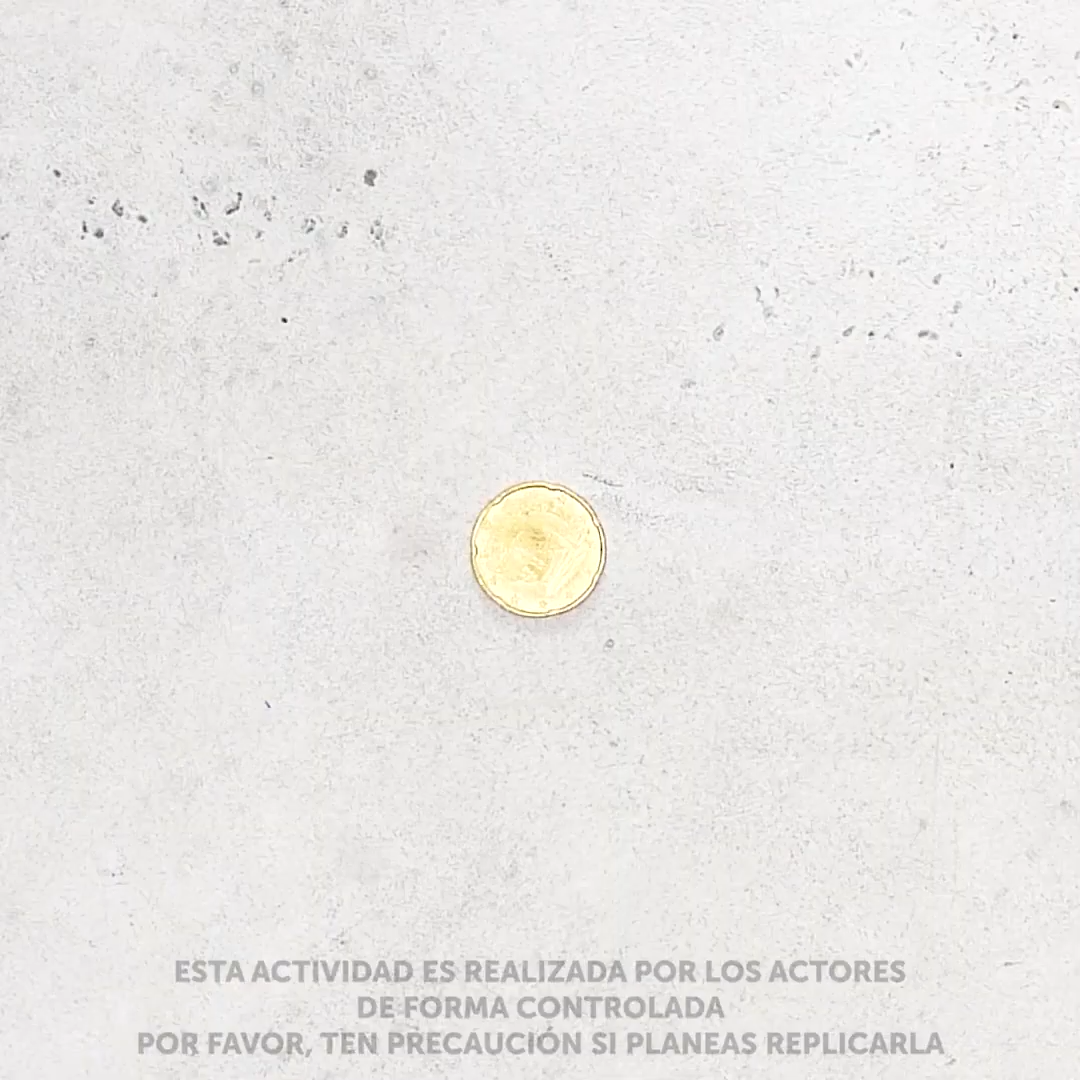 ESTA ACTIVIDAD ES REALIZADA POR LOS ACTORES
DE FORMA CONTROLADA
POR FAVOR, TEN PRECAUCIÓN SI PLANEAS REPLICARLA